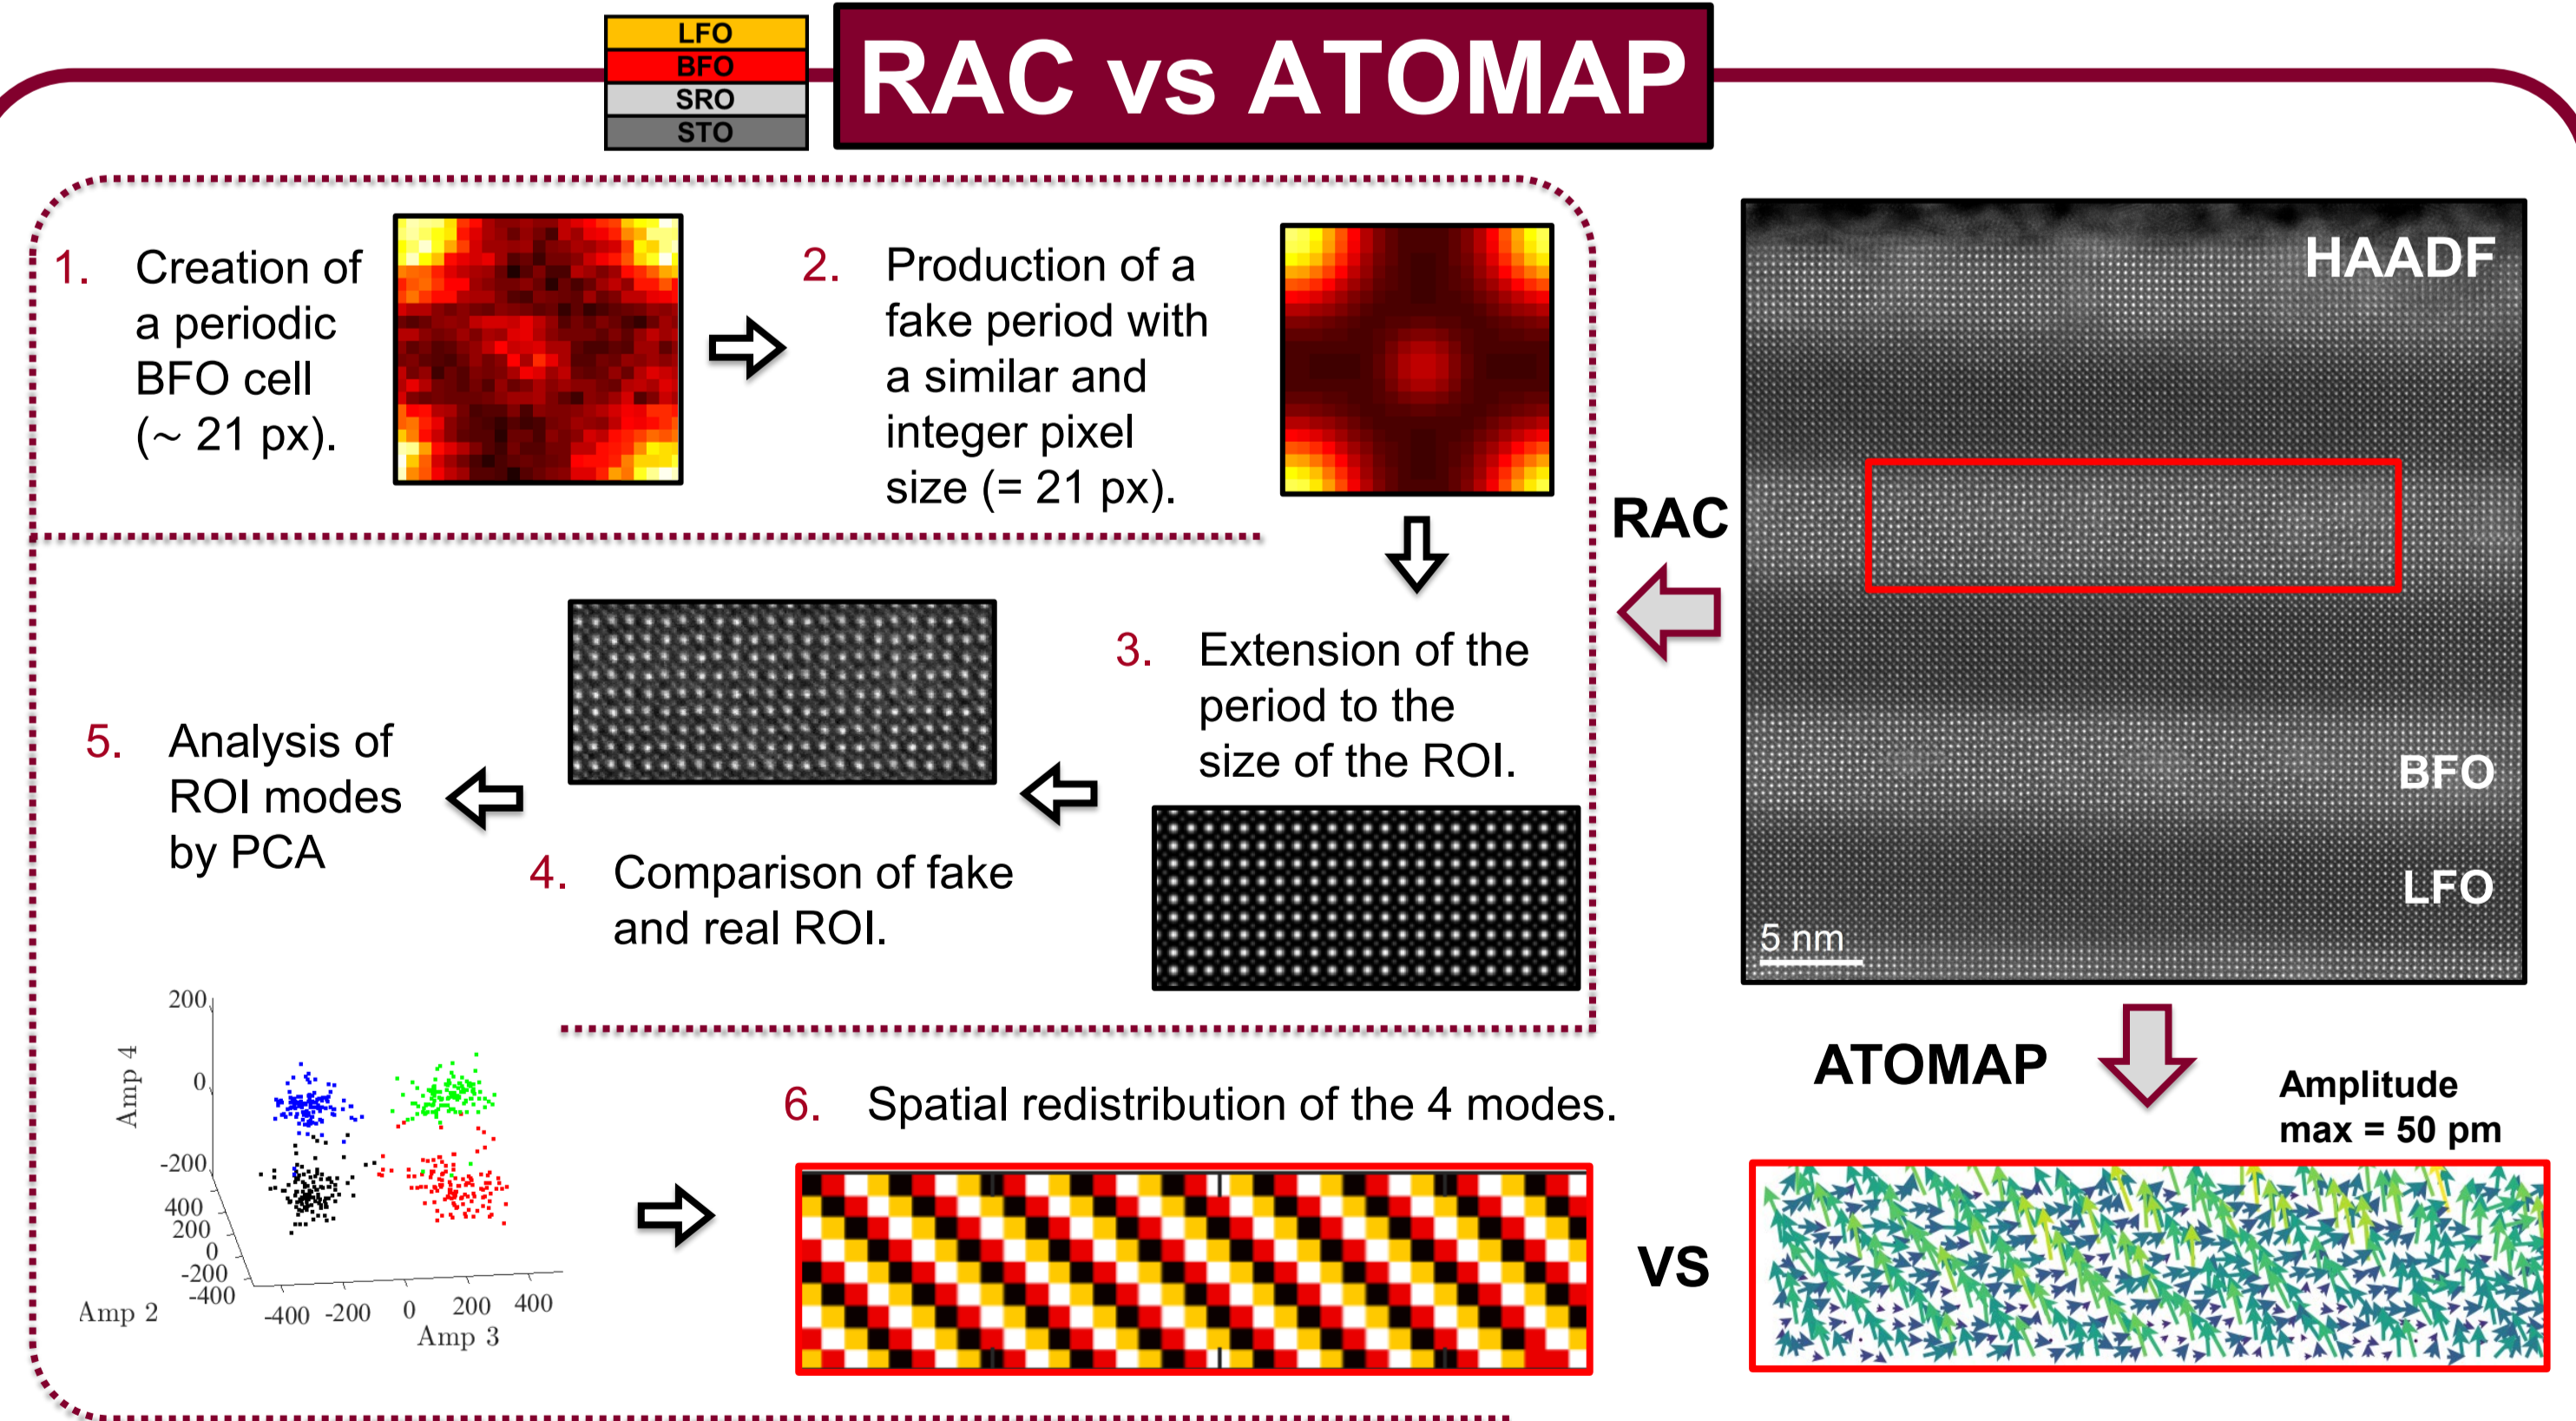 LFO
BFO
SRO
STO
RAC vs ATOMAP
1. Creation of
a periodic
BFO cell
(~ 21 px).
2. Production of a
fake period with
a similar and
integer pixel
size (= 21 px).
HAADF
RAC
3. Extension of the
period to the
size of the ROI.
4. Comparison of fake
and real ROI.
5. Analysis of
ROI modes
by PCA
BFO
LFO
5 nm
200
0
-200
Amp 4
400
200
0
-200
-400
Amp 2
-400 -200 0 200 400
Amp 3
6. Spatial redistribution of the 4 modes.
VS
ATOMAP
Amplitude
max = 50 pm